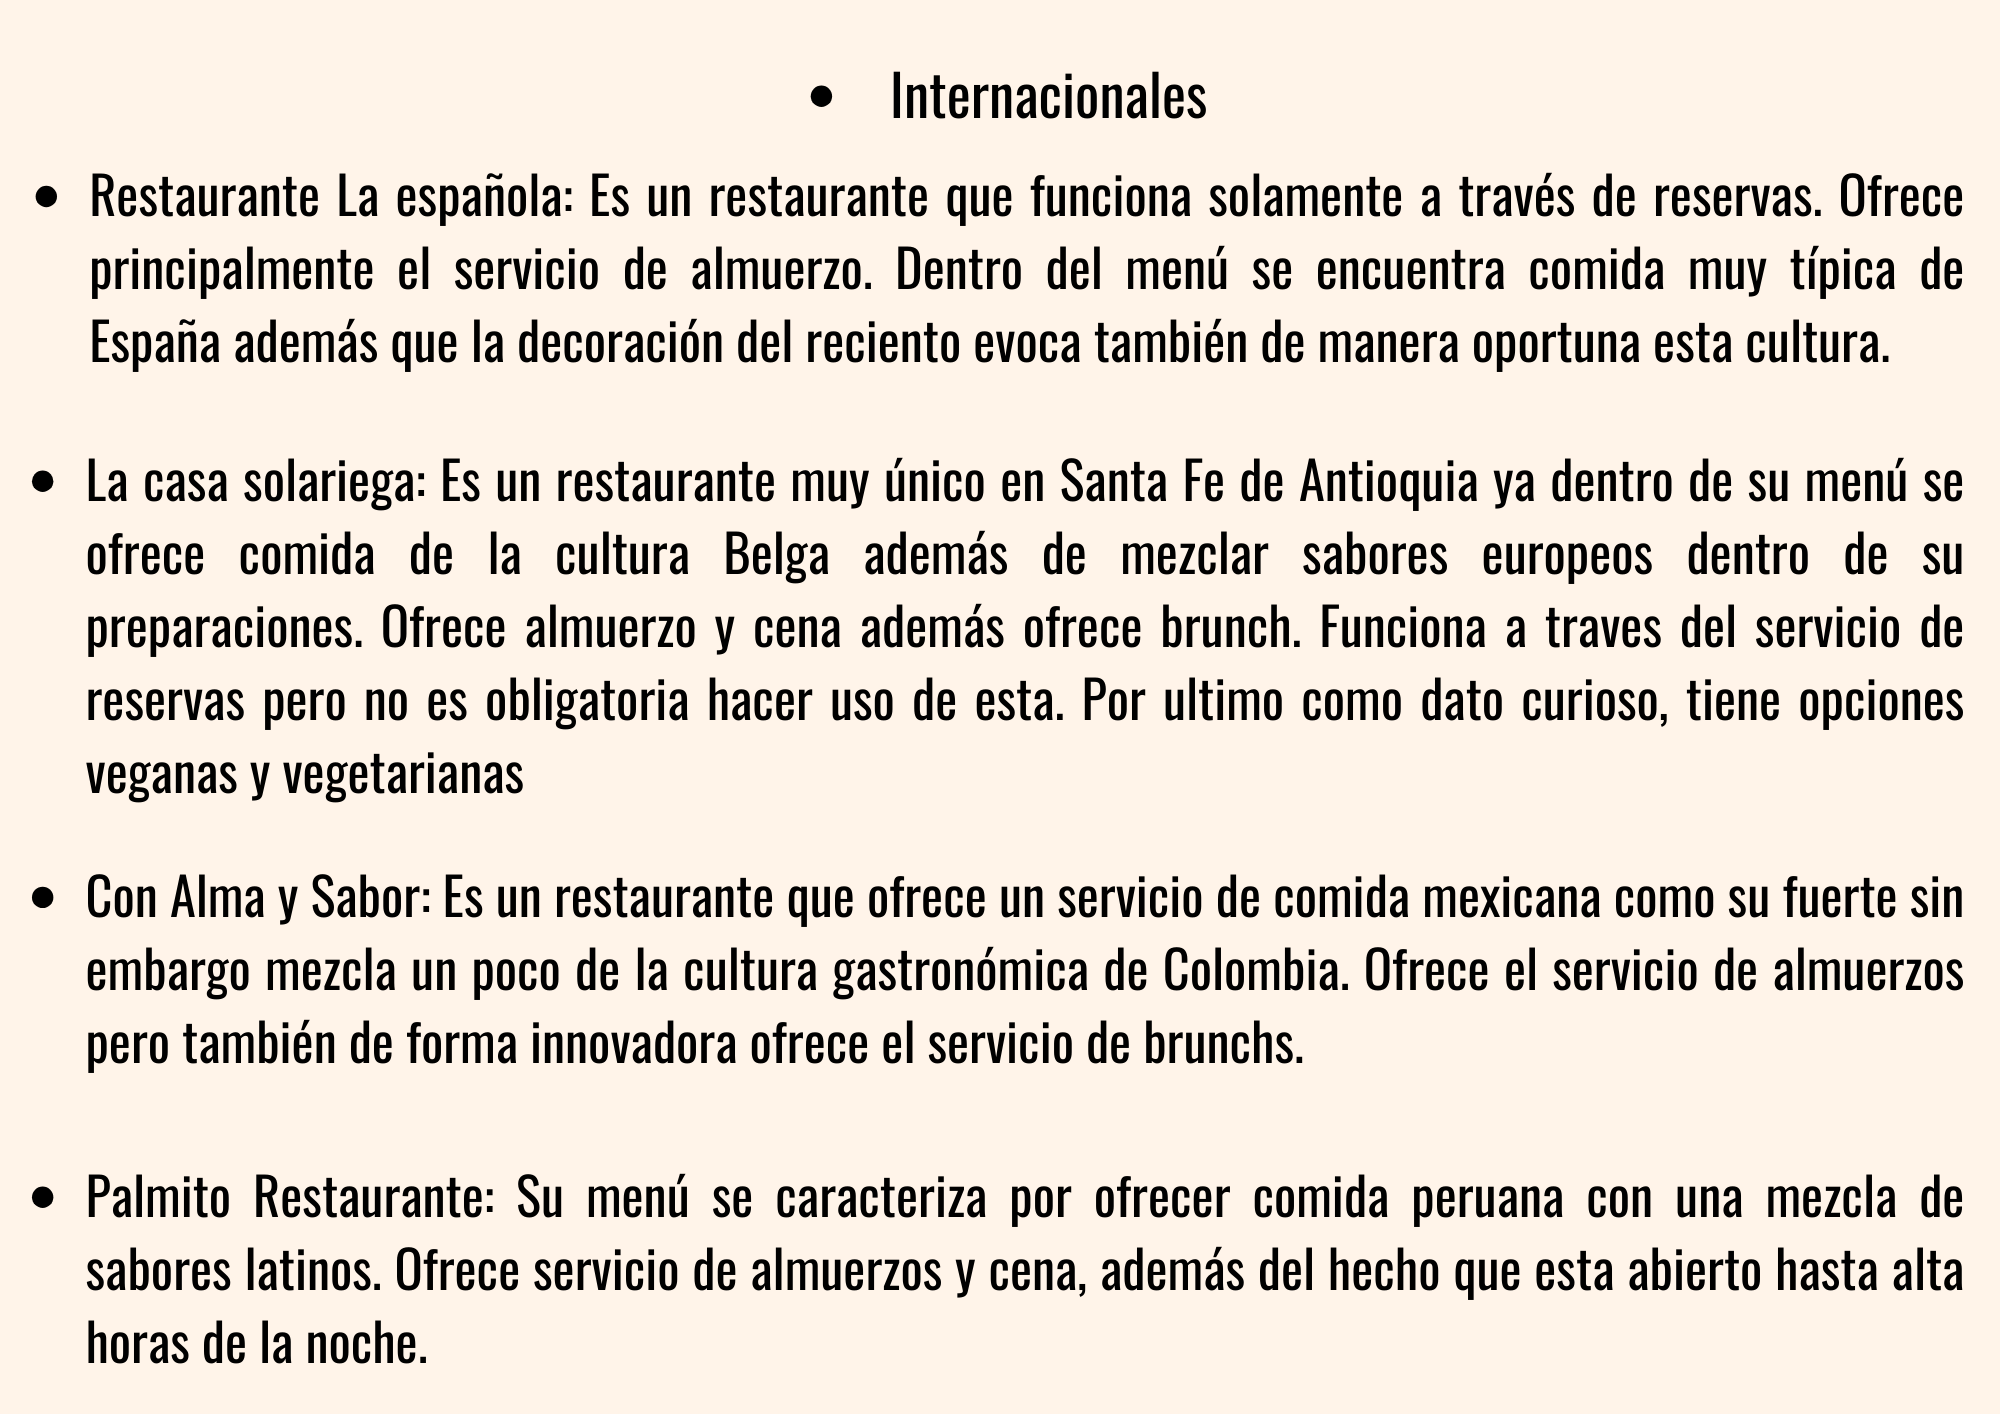 • Internacionales
• Restaurante La española: Es un restaurante que funciona solamente a través de reservas. Ofrece
principalmente el servicio de almuerzo. Dentro del menú se encuentra comida muy típica de
España además que la decoración del reciento evoca también de manera oportuna esta cultura.
• La casa solariega: Es un restaurante muy único en Santa Fe de Antioquia ya dentro de su menú se
ofrece comida de la cultura Belga además de mezclar sabores europeos dentro de su
preparaciones. Ofrece almuerzo y cena además ofrece brunch. Funciona a traves del servicio de
reservas pero no es obligatoria hacer uso de esta. Por ultimo como dato curioso, tiene opciones
veganas y vegetarianas
• Con Alma y Sabor: Es un restaurante que ofrece un servicio de comida mexicana como su fuerte sin
embargo mezcla un poco de la cultura gastronómica de Colombia. Ofrece el servicio de almuerzos
pero también de forma innovadora ofrece el servicio de brunchs.
• Palmito Restaurante: Su menú se caracteriza por ofrecer comida peruana con una mezcla de
sabores latinos. Ofrece servicio de almuerzos y cena, además del hecho que esta abierto hasta alta
horas de la noche.